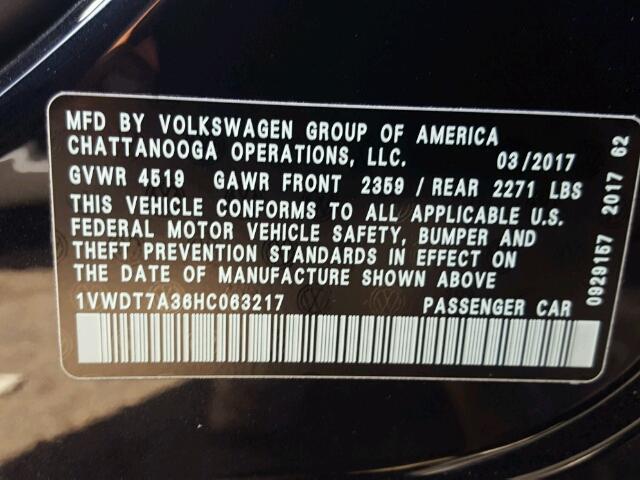 MFD BY VOLKSWAGEN GROUP OF AMERICA
CHATTANOOGA OPERATIONS, LLC. 03/2017
GVWR 4519 GAWR FRONT 2359 / REAR 2271 LBS
THIS VEHICLE CONFORMS TO ALL APPLICABLE U.S.
FEDERAL MOTOR VEHICLE SAFETY, BUMPER AND
THEFT PREVENTION STANDARDS IN EFFECT ON
THE DATE OF MANUFACTURE SHOWN ABOVE
1VWDT7A36HC063217 PASSENGER CAR
0929167 2017 62